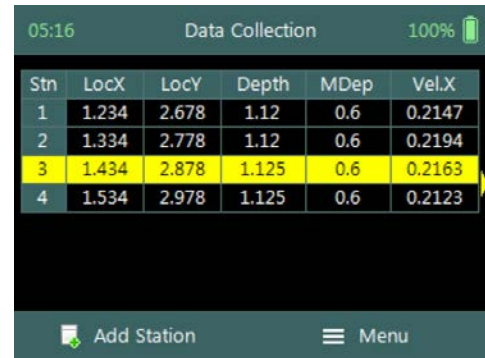 05:16 Data Collection 100%
Stn LocX LocY Depth MDep Vel.X
1 1.234 2.678 1.12 0.6 0.2147
2 1.334 2.778 1.12 0.6 0.2194
3 1.434 2.878 1.125 0.6 0.2163
4 1.534 2.978 1.125 0.6 0.2123
Add Station Menu